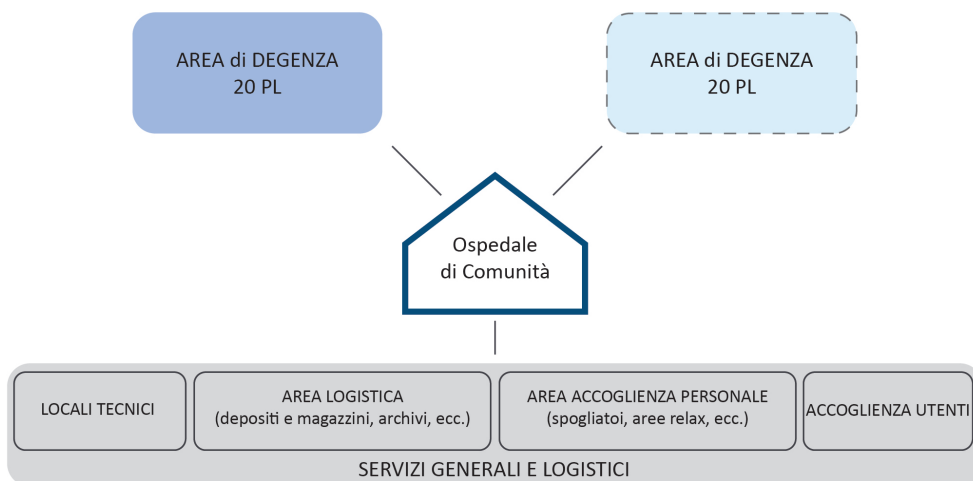 AREA di DEGENZA
20 PL
AREA di DEGENZA
20 PL
Ospedale
di Comunità
LOCALI TECNICI
AREA LOGISTICA
(depositi e magazzini, archivi, ecc.)
AREA ACCOGLIENZA PERSONALE
(spogliatoi, aree relax, ecc.)
ACCOGLIENZA UTENTI
SERVIZI GENERALI E LOGISTICI